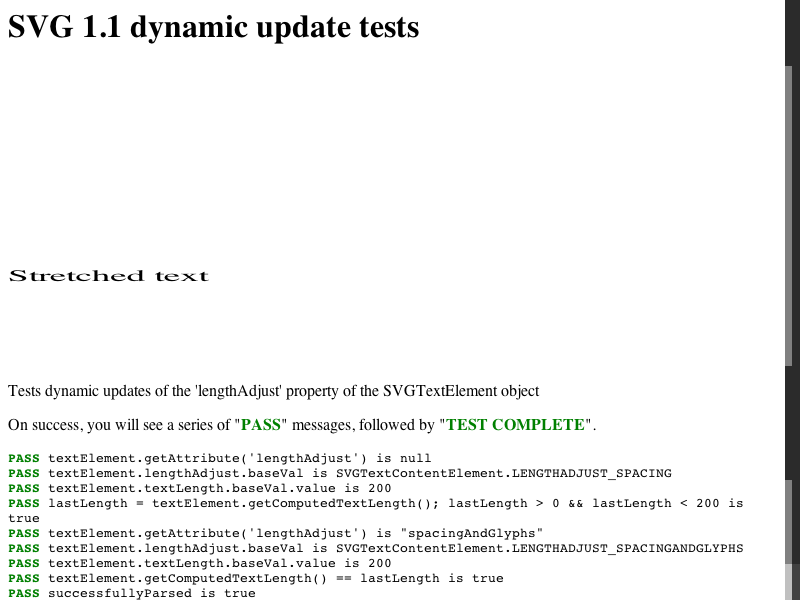 SVG 1.1 dynamic update tests
Stretched text
Tests dynamic updates of the 'lengthAdjust' property of the SVGTextElement object
On success, you will see a series of "PASS" messages, followed by "TEST COMPLETE".
PASS textElement.getAttribute('lengthAdjust') is null
PASS textElement.lengthAdjust.baseVal is SVGTextContentElement.LENGTHADJUST_SPACING
PASS textElement.textLength.baseVal.value is 200
PASS lastLength = textElement.getComputedTextLength(); lastLength > 0 && lastLength < 200 is
true
PASS textElement.getAttribute('lengthAdjust') is "spacingAndGlyphs"
PASS textElement.lengthAdjust.baseVal is SVGTextContentElement.LENGTHADJUST_SPACINGANDGLYPHS
PASS textElement.textLength.baseVal.value is 200
PASS textElement.getComputedTextLength() == lastLength is true
PASS successfullyParsed is true